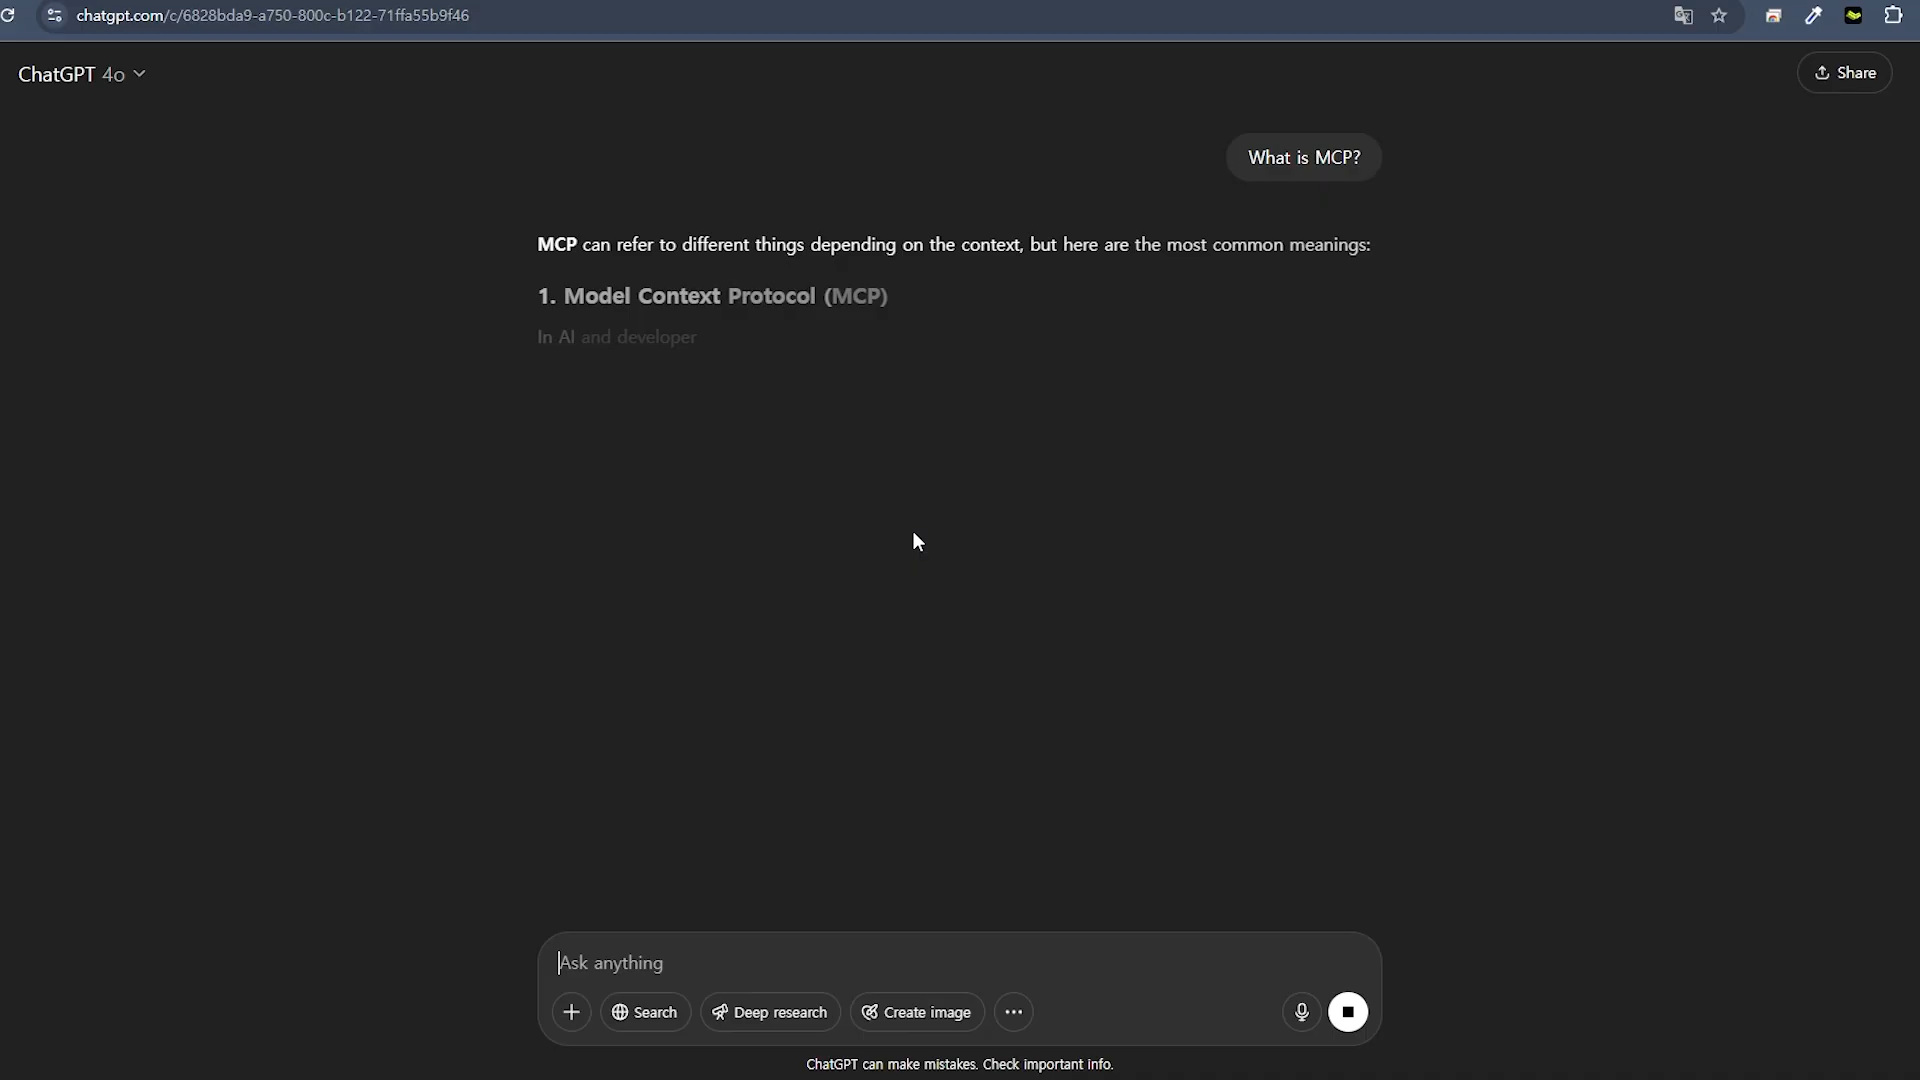 chatgpt.com/c/6828bda9-a750-800c-b122-71ffa55b9f46
ChatGPT 4o
Share
What is MCP?
MCP can refer to different things depending on the context, but here are the most common meanings:
1. Model Context Protocol (MCP)
In AI and developer
Ask anything
Search
Deep research
Create image
ChatGPT can make mistakes. Check important info.